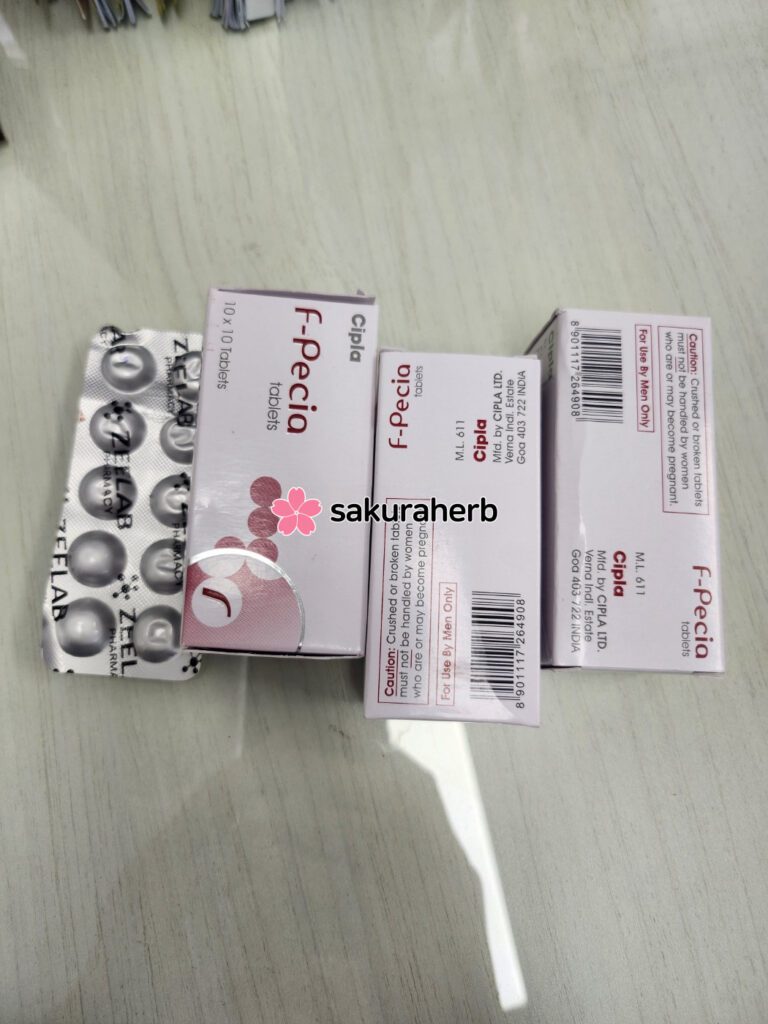 Cipla
F-Pecia
tablets
10 x 10 Tablets
F-Pecia
tablets
M.L. 611
Cipla
Mfd. by CIPLA LTD.
Verna Indl. Estate
Goa 403 722 INDIA
Caution: Crushed or broken
must not be handled by women
who are or may become
For Use By Men Only
8 901117 264908
Caution: Crushed or broken tablets
must not be handled by women
who are or may become pregnant.
For Use By Men Only
8 901117 264908
M.L. 611
Cipla
Mfd. by CIPLA LTD.
Verna Indl. Estate
Goa 403 722 INDIA
F-Pecia
tablets
ZEELAB
PHARMACY
ZEELAB
PHARMACY
ZEELAB
PHARMACY
sakuraherb